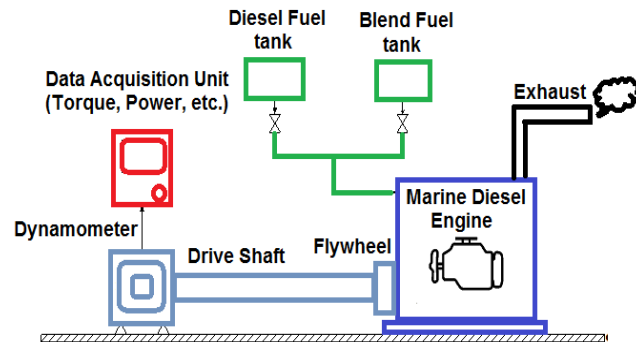 Diesel Fuel
tank
Blend Fuel
tank
Data Acquisition Unit
(Torque, Power, etc.)
Exhaust
Marine Diesel
Engine
Dynamometer
Drive Shaft
Flywheel